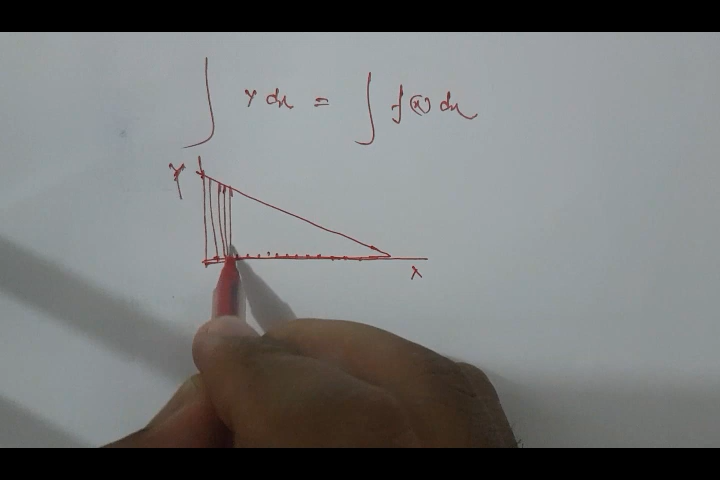 ∫ Y dx = ∫ f(x) dx
Y
X